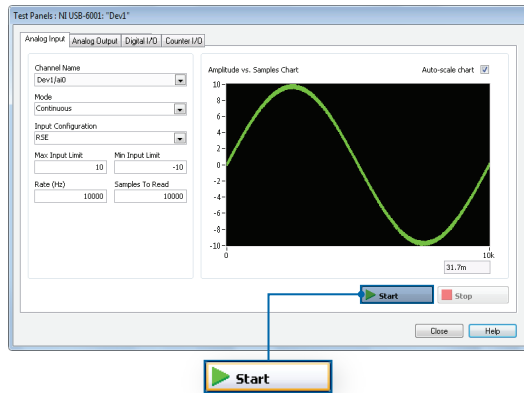 Test Panels : NI USB-6001: "Dev1"
Analog Input Analog Output Digital I/O Counter I/O
Channel Name
Dev1/ai0
Mode
Continuous
Input Configuration
RSE
Max Input Limit Min Input Limit
10 -10
Rate (Hz) Samples To Read
10000 10000
Amplitude vs. Samples Chart Auto-scale chart
10
8
6
4
2
0
-2
-4
-6
-8
-10
0 10k
31.7m
Start Stop
Close Help
Start